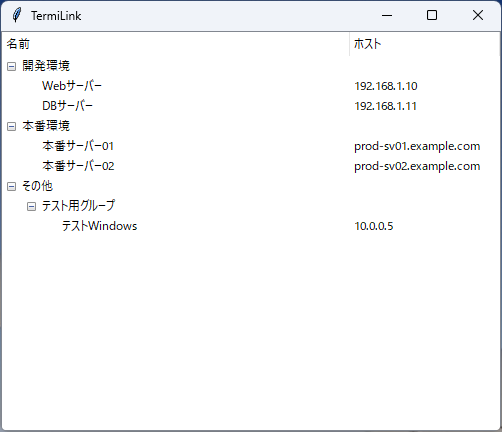 TermiLink
名前 ホスト
開発環境
Webサーバー 192.168.1.10
DBサーバー 192.168.1.11
本番環境
本番サーバー01 prod-sv01.example.com
本番サーバー02 prod-sv02.example.com
その他
テスト用グループ
テストWindows 10.0.0.5